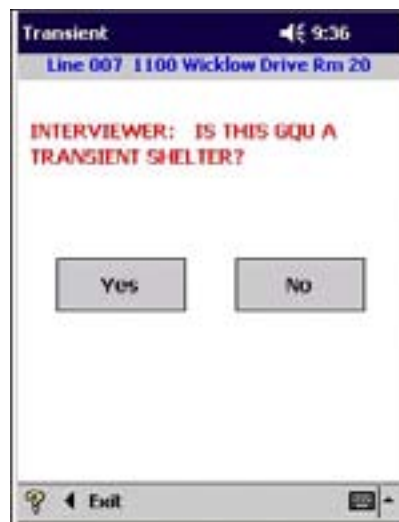 Transient 9:36
Line 007 1100 Wicklow Drive Rm 20
INTERVIEWER: IS THIS GQU A
TRANSIENT SHELTER?
Yes No
Exit